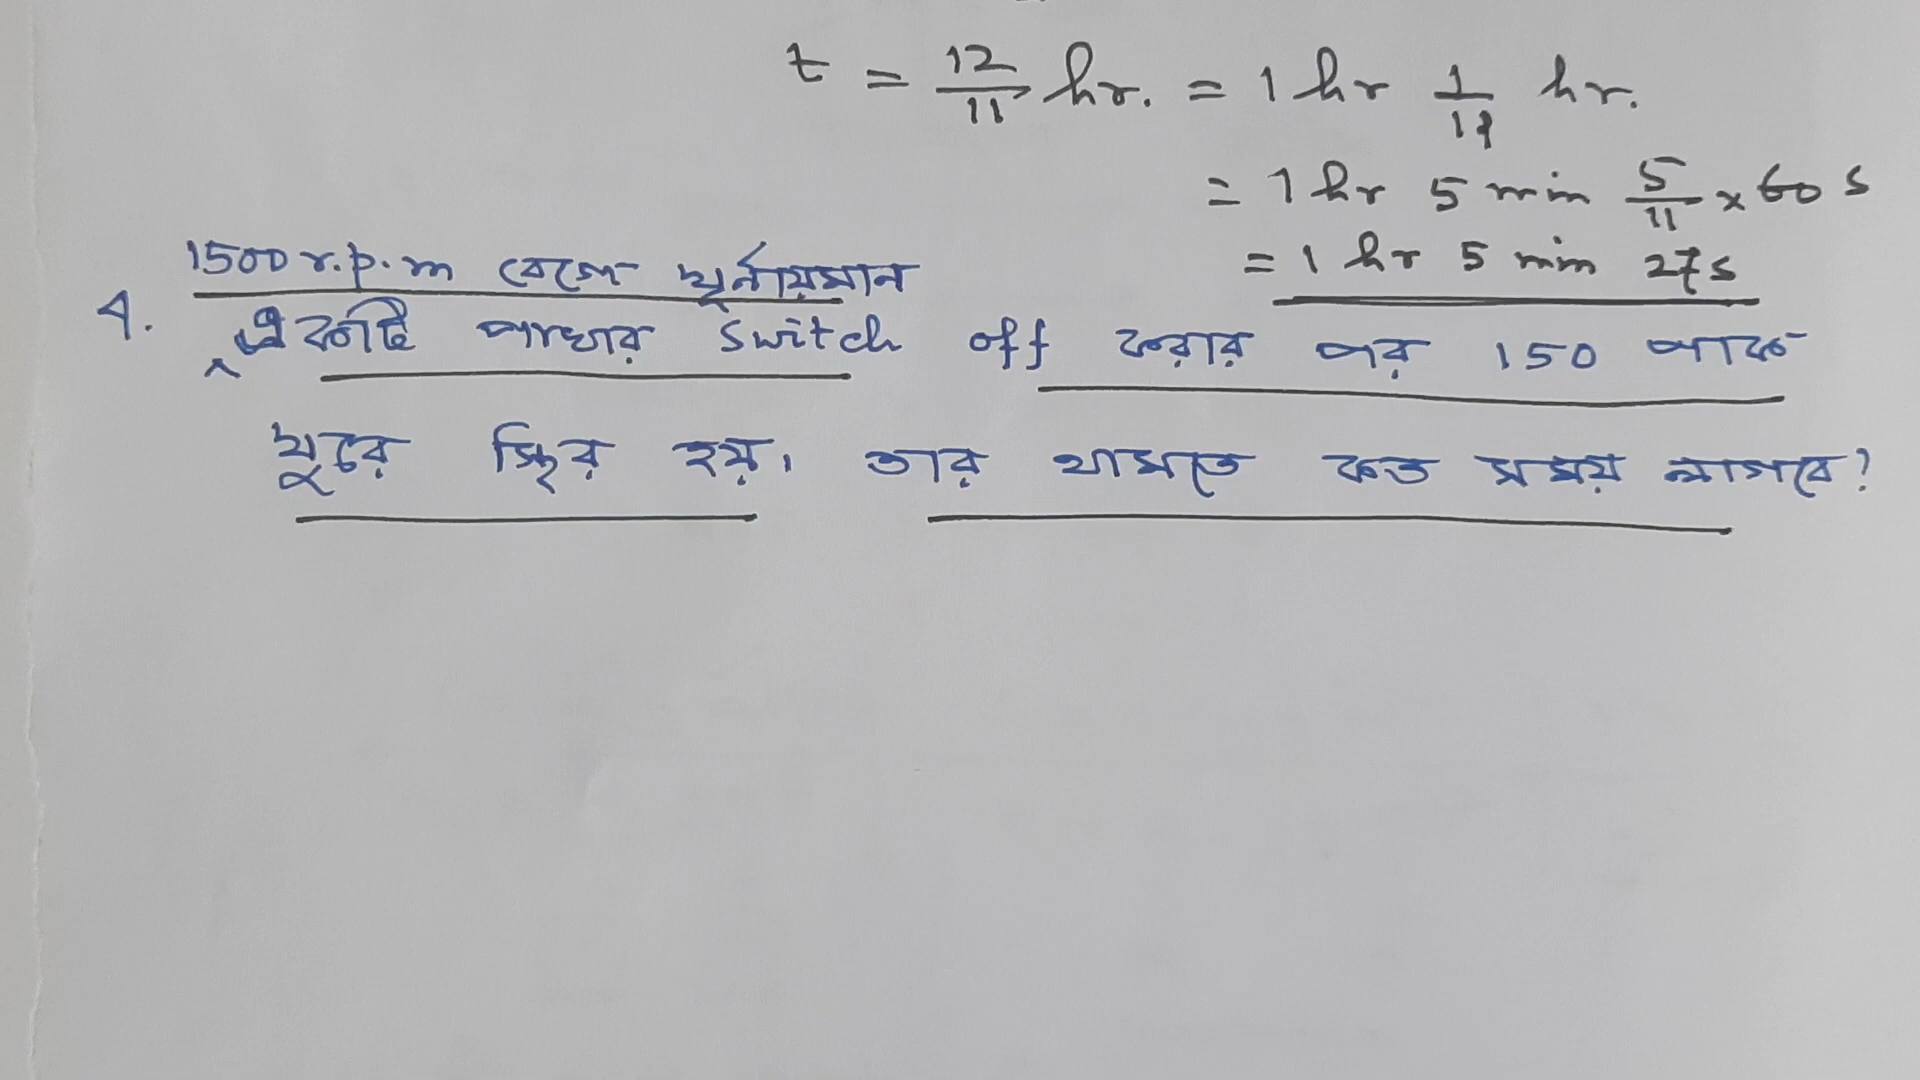 t = 12/11 hr. = 1 hr 1/11 hr.
= 1 hr 5 min 5/11 × 60 s
= 1 hr 5 min 27s
1500 r.p.m বেগে ঘূর্নায়মান
4. একটি পাখার Switch off করার পর 150 পাক
ঘুরে স্থির হয়। তার থামতে কত সময় লাগবে?